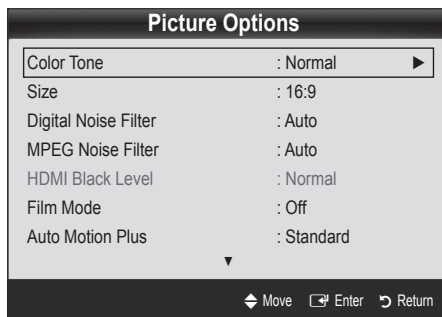 Picture Options
Color Tone : Normal ►
Size : 16:9
Digital Noise Filter : Auto
MPEG Noise Filter : Auto
HDMI Black Level : Normal
Film Mode : Off
Auto Motion Plus : Standard
▼
Move Enter Return